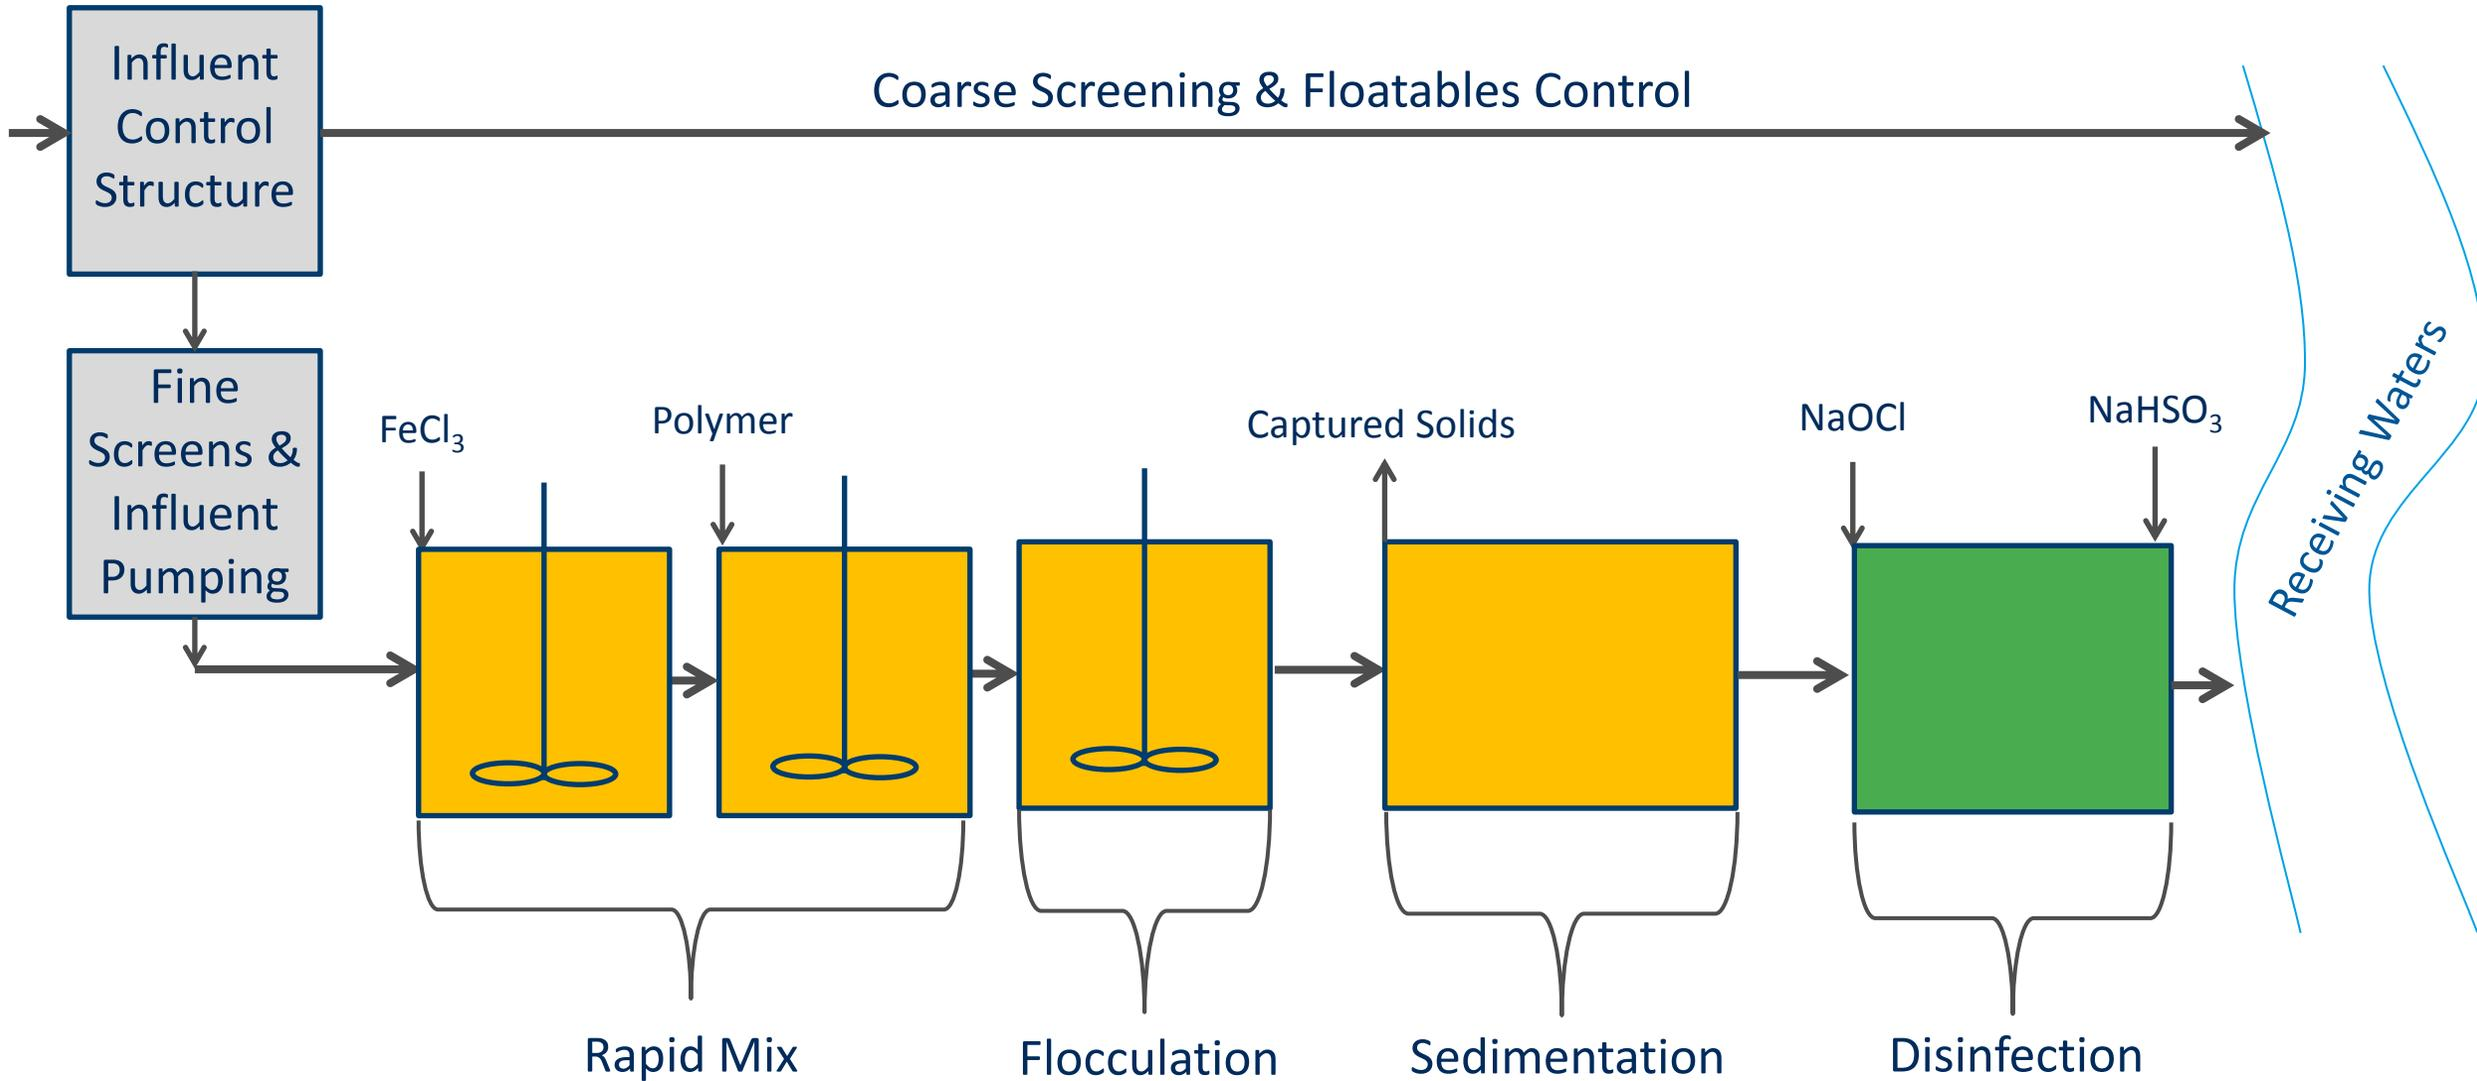 Influent
Control
Structure
Coarse Screening & Floatables Control
Fine
Screens &
Influent
Pumping
FeCl₃
Polymer
Captured Solids
NaOCl
NaHSO₃
Receiving Waters
Rapid Mix
Flocculation
Sedimentation
Disinfection